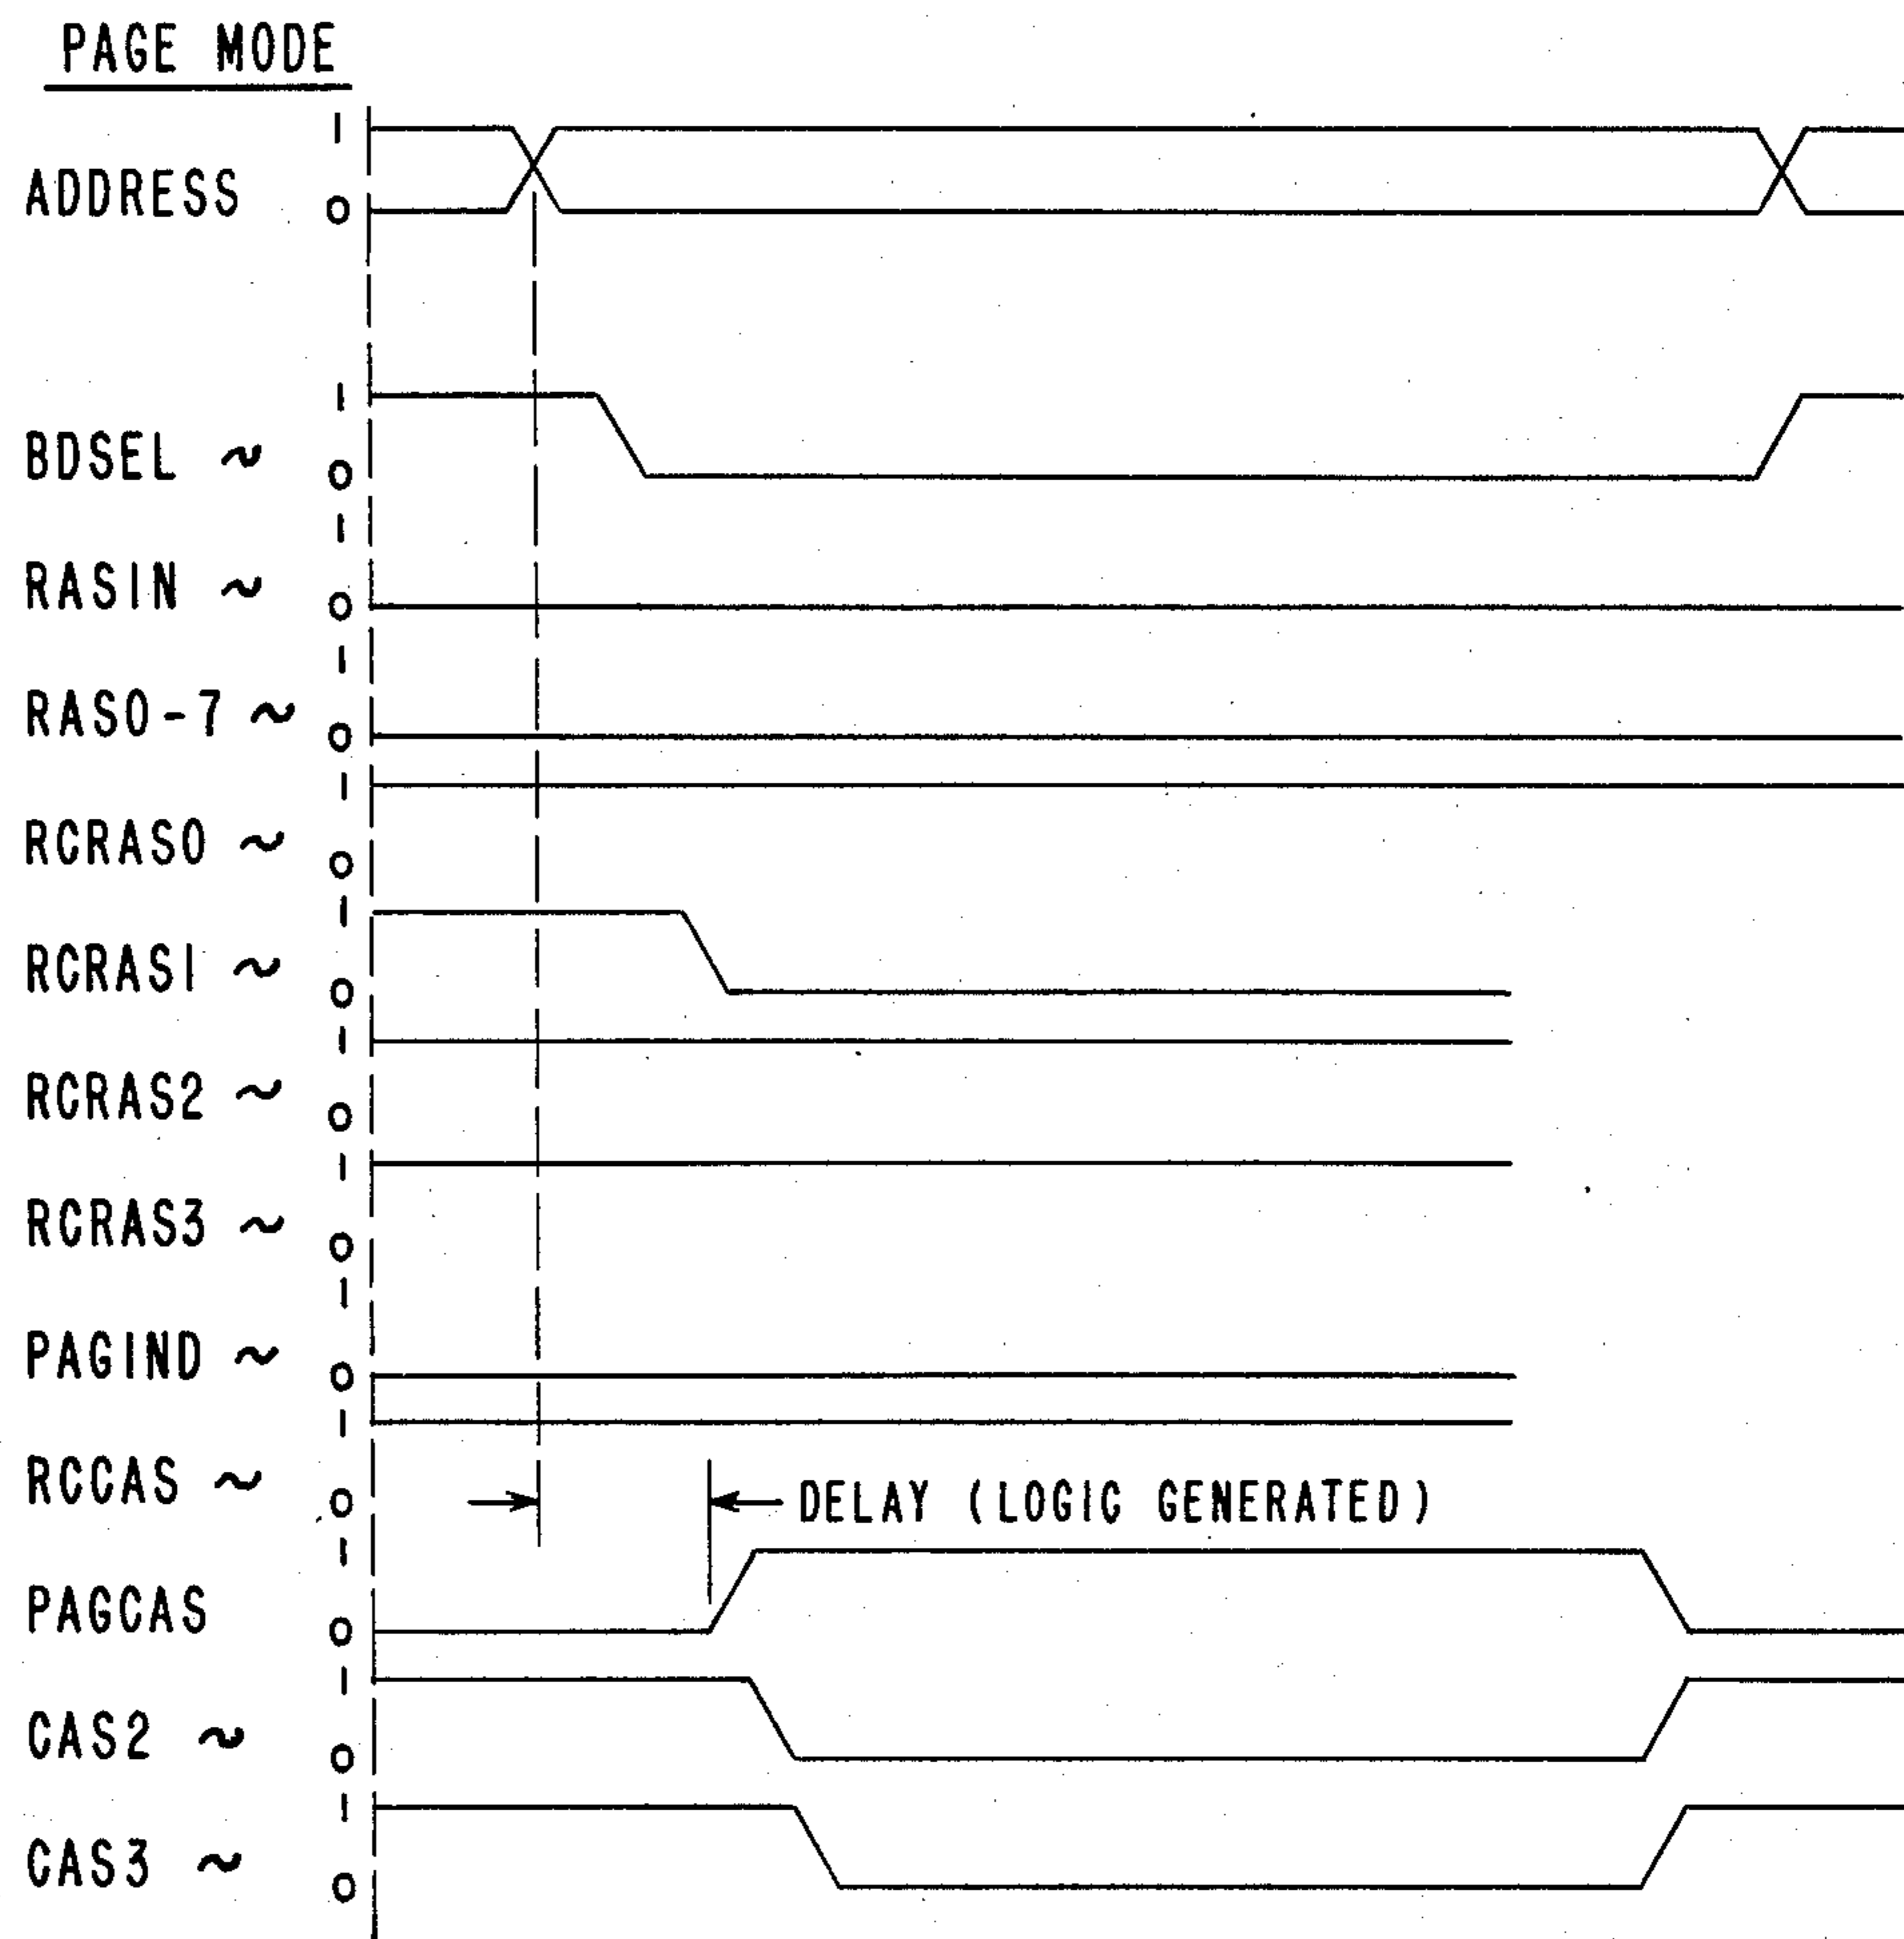 PAGE MODE
1
ADDRESS 0
1
BDSEL ~ 0
1
RASIN ~ 0
1
RAS0-7 ~ 0
1
RCRAS0 ~ 0
1
RCRAS1 ~ 0
1
RCRAS2 ~ 0
1
RCRAS3 ~ 0
1
PAGIND ~ 0
1
RCCAS ~ 0 DELAY (LOGIC GENERATED)
1
PAGCAS 0
1
CAS2 ~ 0
1
CAS3 ~ 0